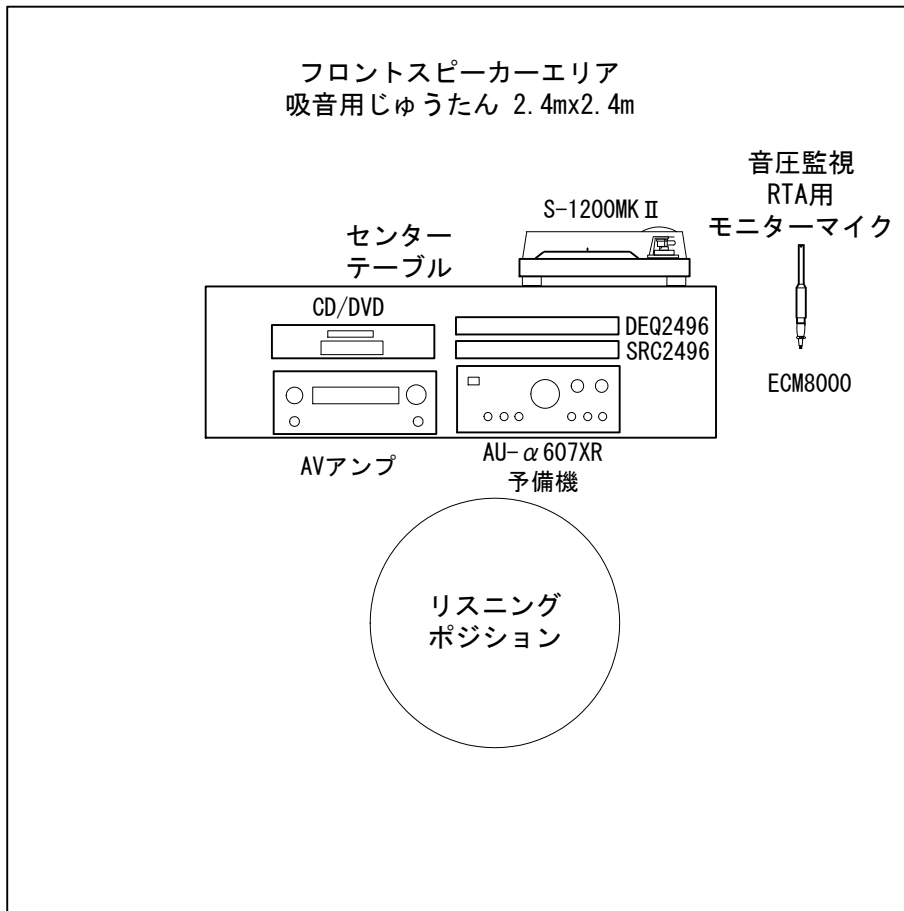 フロントスピーカーエリア
吸音用じゅうたん 2.4mx2.4m
音圧監視
RTA用
モニターマイク
S-1200MKⅡ
センター
テーブル
CD/DVD
DEQ2496
SRC2496
ECM8000
AVアンプ
AU-α607XR
予備機
リスニング
ポジション